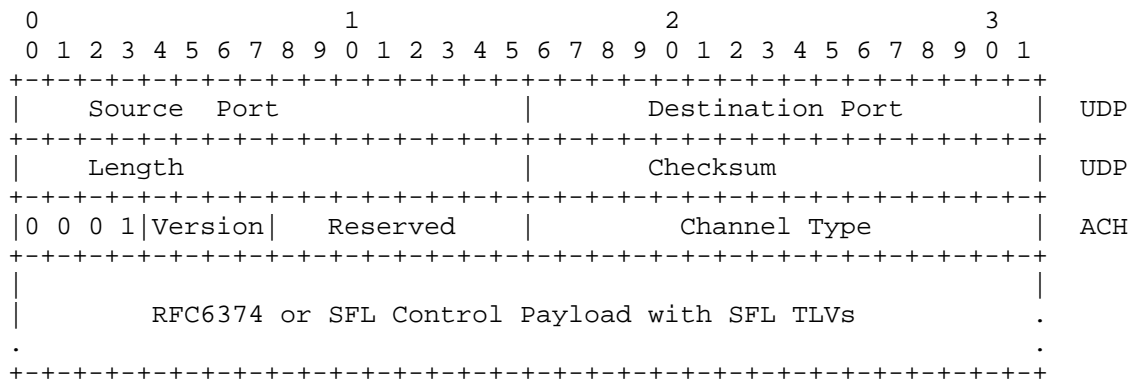 0                   1                   2                   3
 0 1 2 3 4 5 6 7 8 9 0 1 2 3 4 5 6 7 8 9 0 1 2 3 4 5 6 7 8 9 0 1
+-+-+-+-+-+-+-+-+-+-+-+-+-+-+-+-+-+-+-+-+-+-+-+-+-+-+-+-+-+-+-+-+
|    Source  Port               |       Destination Port        |  UDP
+-+-+-+-+-+-+-+-+-+-+-+-+-+-+-+-+-+-+-+-+-+-+-+-+-+-+-+-+-+-+-+-+
|    Length                     |       Checksum                |  UDP
+-+-+-+-+-+-+-+-+-+-+-+-+-+-+-+-+-+-+-+-+-+-+-+-+-+-+-+-+-+-+-+-+
|0 0 0 1|Version|   Reserved    |         Channel Type          |  ACH
+-+-+-+-+-+-+-+-+-+-+-+-+-+-+-+-+-+-+-+-+-+-+-+-+-+-+-+-+-+-+-+-+
|                                                               |
|        RFC6374 or SFL Control Payload with SFL TLVs           .
.                                                               .
+-+-+-+-+-+-+-+-+-+-+-+-+-+-+-+-+-+-+-+-+-+-+-+-+-+-+-+-+-+-+-+-+